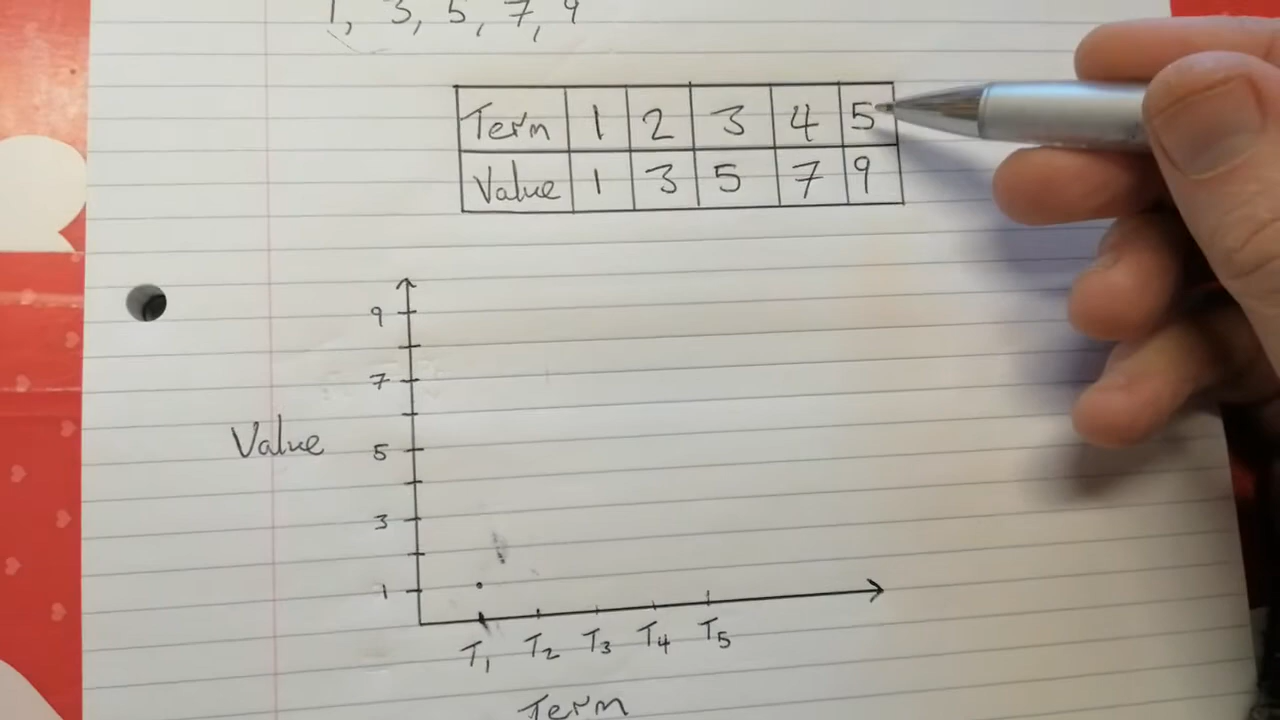 1, 3, 5, 7, 9
Term 1 2 3 4 5
Value 1 3 5 7 9
9
7
Value 5
3
1
T1 T2 T3 T4 T5
Term